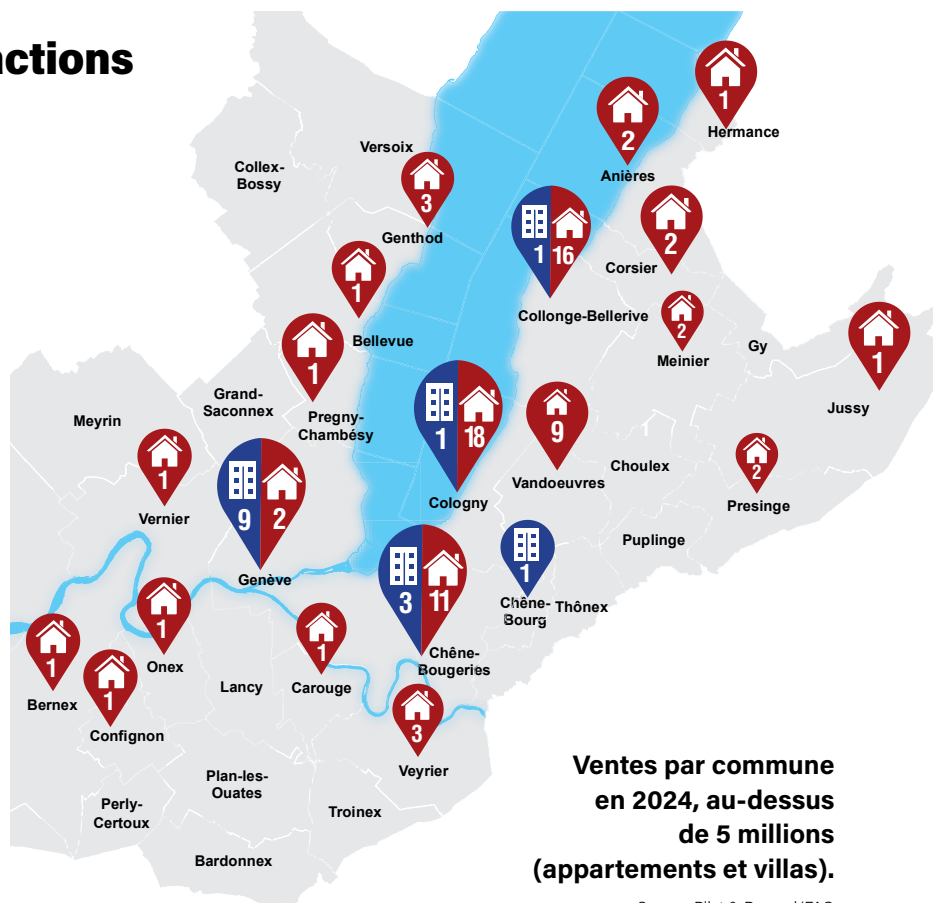 Hermance
1
Anières
2
Versoix
Collex-
Bossy
3
Genthod
1 16
Collonge-Bellerive
2
Corsier
2
Meinier
Gy
1
Jussy
1
Bellevue
1
Pregny-
Chambésy
Grand-
Saconnex
Meyrin
1
Vernier
1 18
Cologny
9
Vandoeuvres
Choulex
2
Presinge
Puplinge
9 2
Genève
3 11
Chêne-
Bougeries
1
Chêne-
Bourg
Thônex
1
Bernex
1
Confignon
1
Onex
Lancy
1
Carouge
3
Veyrier
Plan-les-
Ouates
Perly-
Certoux
Troinex
Bardonnex
Ventes par commune
en 2024, au-dessus
de 5 millions
(appartements et villas).